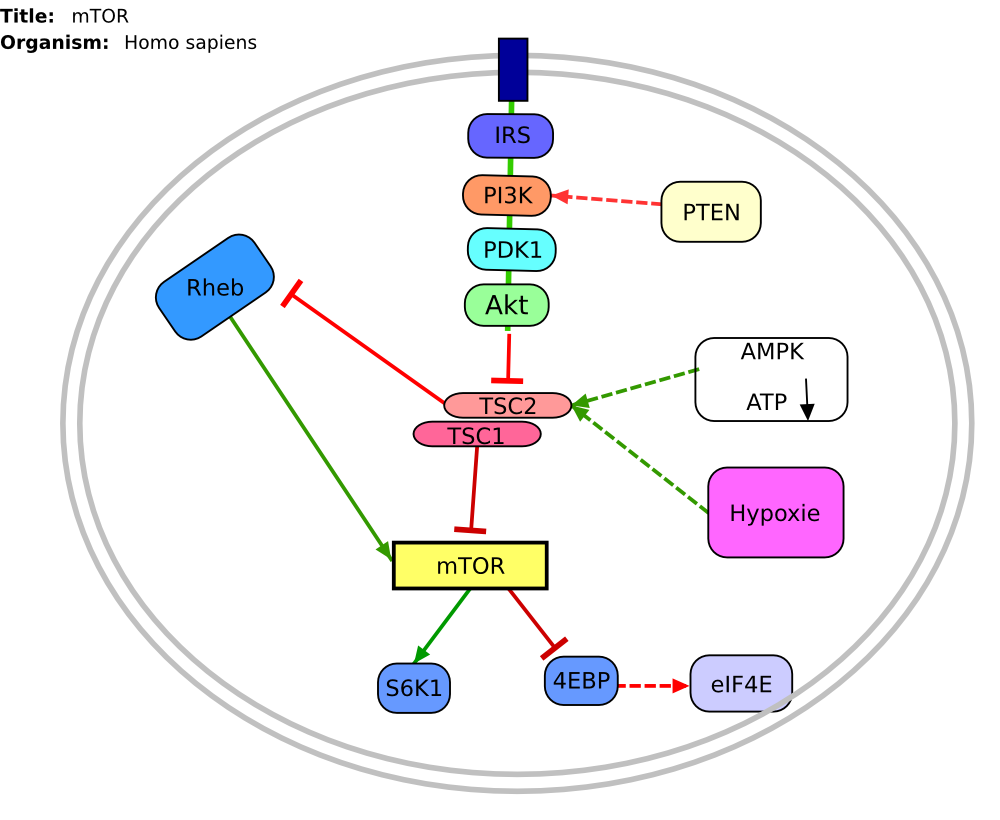 Title: mTOR
Organism: Homo sapiens
IRS
PI3K
PTEN
PDK1
Rheb
Akt
AMPK
ATP
TSC2
TSC1
Hypoxie
mTOR
S6K1
4EBP
eIF4E